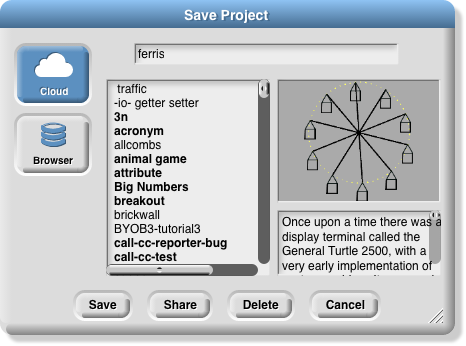 Save Project
ferris
Cloud
Browser
traffic
-io- getter setter
3n
acronym
allcombs
animal game
attribute
Big Numbers
breakout
brickwall
BYOB3-tutorial3
call-cc-reporter-bug
call-cc-test
Once upon a time there was a
display terminal called the
General Turtle 2500, with a
very early implementation of
Save
Share
Delete
Cancel